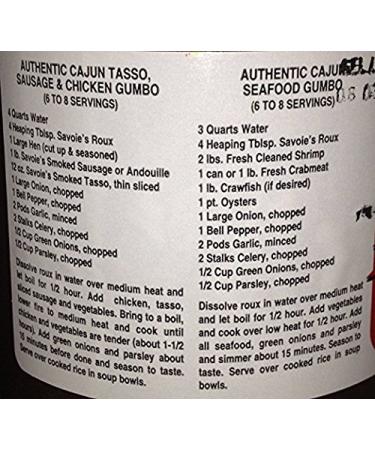 AUTHENTIC CAJUN TASSO,
SAUSAGE & CHICKEN GUMBO
(6 TO 8 SERVINGS)
4 Quarts Water
4 Heaping Tblsp. Savoie's Roux
1 Large Hen (cut up & seasoned)
1 lb. Savoie's Smoked Sausage or Andouille
12 oz. Savoie's Smoked Tasso, thin sliced
1 Large Onion, chopped
1 Bell Pepper, chopped
2 Pods Garlic, minced
2 Stalks Celery, chopped
1/2 Cup Green Onions, chopped
1/2 Cup Parsley, chopped
Dissolve roux in water over medium heat and
let boil for 1/2 hour. Add chicken, tasso,
sliced sausage and vegetables. Bring to a boil,
lower fire to medium heat and cook until
chicken and vegetables are tender (about 1-1/2
hours). Add green onions and parsley about
15 minutes before done and season to taste.
Serve over cooked rice in soup bowls.
AUTHENTIC CAJUN
SEAFOOD GUMBO
(6 TO 8 SERVINGS)
3 Quarts Water
4 Heaping Tblsp. Savoie's Roux
2 lbs. Fresh Cleaned Shrimp
1 can or 1 lb. Fresh Crabmeat
1 lb. Crawfish (if desired)
1 pt. Oysters
1 Large Onion, chopped
1 Bell Pepper, chopped
2 Pods Garlic, minced
2 Stalks Celery, chopped
1/2 Cup Green Onions, chopped
1/2 Cup Parsley, chopped
Dissolve roux in water over medium heat
and let boil for 1/2 hour. Add vegetables
and cook over low heat for 1/2 hour. Add
all seafood, green onions and parsley
and simmer about 15 minutes. Season to
taste. Serve over cooked rice in soup
bowls.